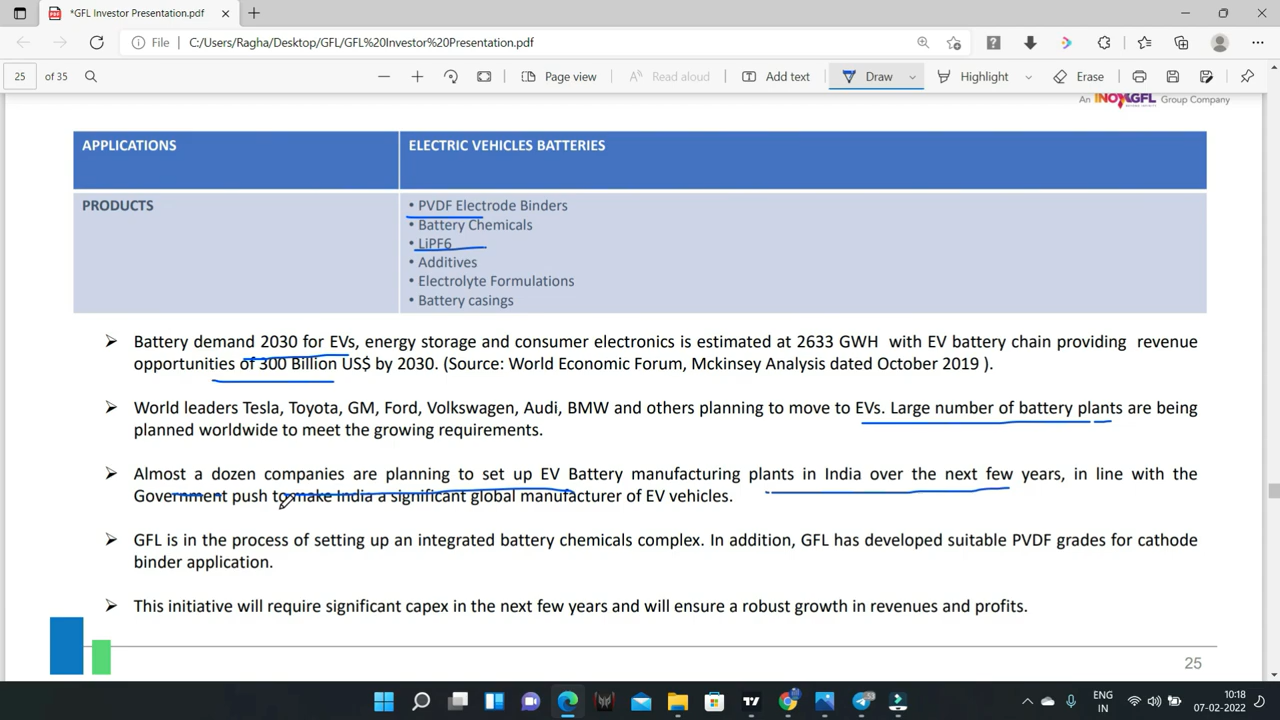 *GFL Investor Presentation.pdf
File
C:/Users/Ragha/Desktop/GFL/GFL%20Investor%20Presentation.pdf
25 of 35
Page view
Read aloud
Add text
Draw
Highlight
Erase
An INOXGFL Group Company
APPLICATIONS
ELECTRIC VEHICLES BATTERIES
PRODUCTS
• PVDF Electrode Binders
• Battery Chemicals
• LiPF6
• Additives
• Electrolyte Formulations
• Battery casings
Battery demand 2030 for EVs, energy storage and consumer electronics is estimated at 2633 GWH with EV battery chain providing revenue
opportunities of 300 Billion US$ by 2030. (Source: World Economic Forum, Mckinsey Analysis dated October 2019 ).
World leaders Tesla, Toyota, GM, Ford, Volkswagen, Audi, BMW and others planning to move to EVs. Large number of battery plants are being
planned worldwide to meet the growing requirements.
Almost a dozen companies are planning to set up EV Battery manufacturing plants in India over the next few years, in line with the
Government push to make India a significant global manufacturer of EV vehicles.
GFL is in the process of setting up an integrated battery chemicals complex. In addition, GFL has developed suitable PVDF grades for cathode
binder application.
This initiative will require significant capex in the next few years and will ensure a robust growth in revenues and profits.
25
ENG
IN
10:18
07-02-2022